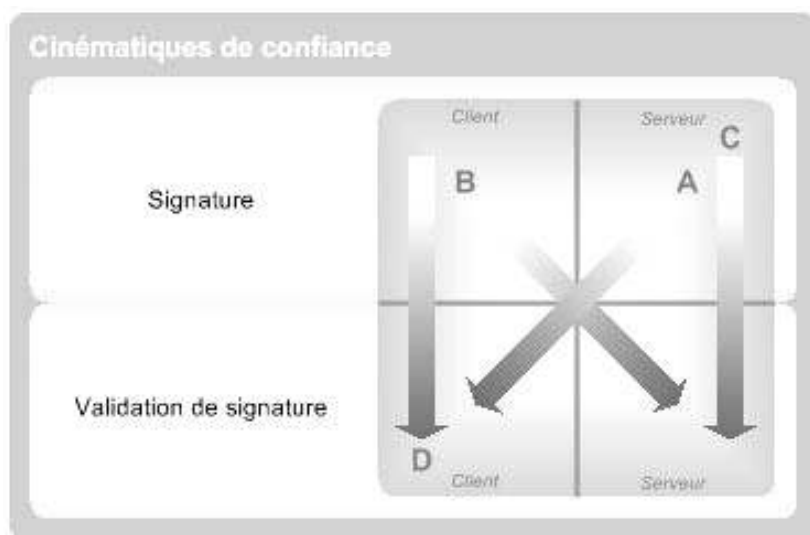 Cinématiques de confiance
Client
Serveur
C
B
A
Signature
Validation de signature
D
Client
Serveur